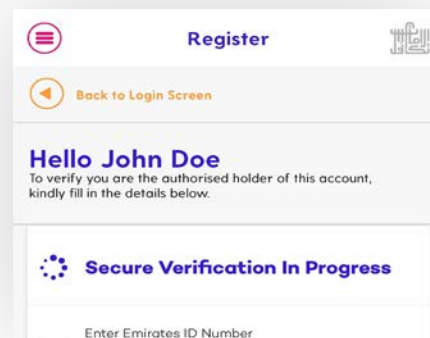 Register
Back to Login Screen
Hello John Doe
To verify you are the authorised holder of this account,
kindly fill in the details below.
Secure Verification In Progress
Enter Emirates ID Number